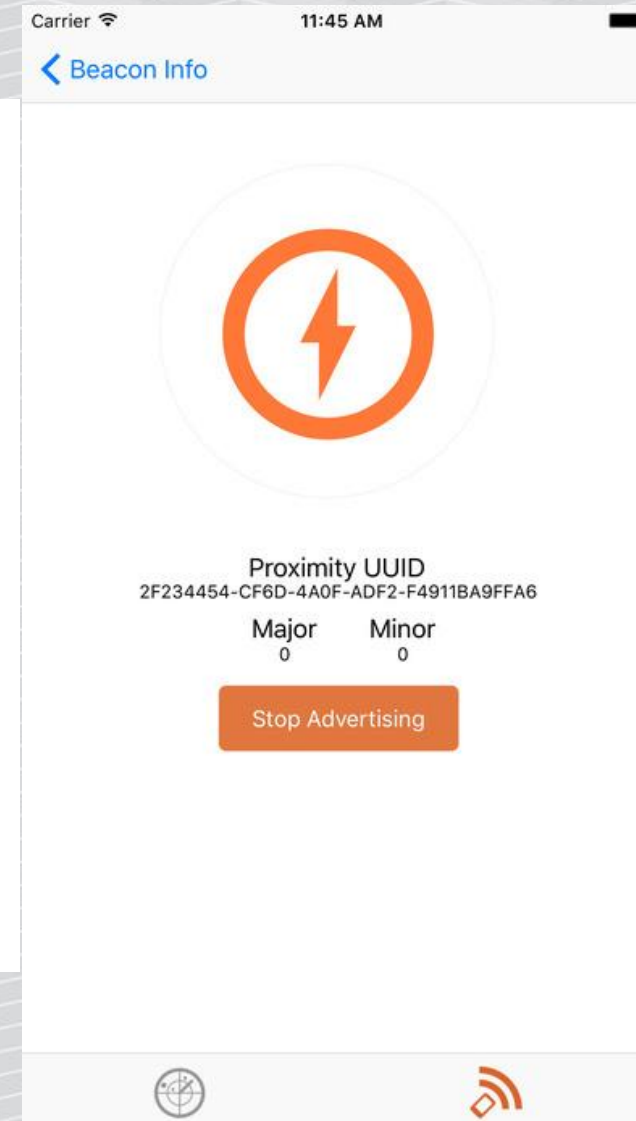 Carrier 11:45 AM
Beacon Info
Proximity UUID
2F234454-CF6D-4A0F-ADF2-F4911BA9FFA6
Major Minor
0 0
Stop Advertising